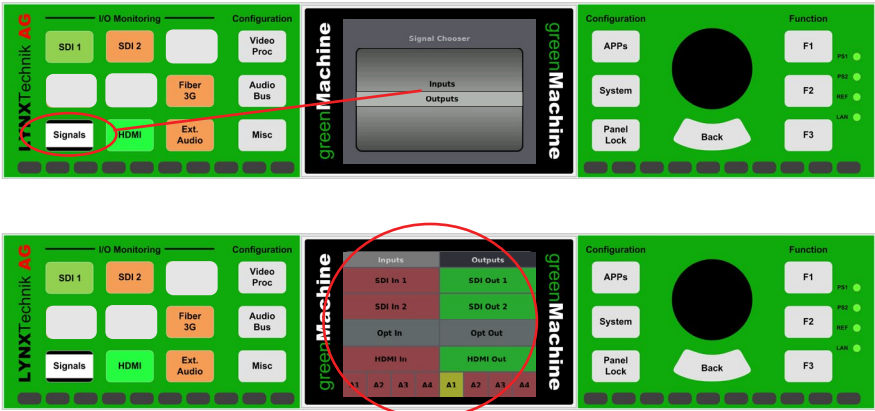 LYNXTechnik AG
I/O Monitoring
Configuration
SDI 1
SDI 2
Video
Proc
Fiber
3G
Audio
Bus
Signals
HDMI
Ext.
Audio
Misc
greenMachine
Signal Chooser
Inputs
Outputs
greenMachine
Configuration
Function
APPs
F1
PS1
PS2
System
F2
REF
LAN
Panel
Lock
Back
F3
LYNXTechnik AG
I/O Monitoring
Configuration
SDI 1
SDI 2
Video
Proc
Fiber
3G
Audio
Bus
Signals
HDMI
Ext.
Audio
Misc
greenMachine
Inputs
Outputs
SDI In 1
SDI Out 1
SDI In 2
SDI Out 2
Opt In
Opt Out
HDMI In
HDMI Out
A1 A2 A3 A4 A1 A2 A3 A4
greenMachine
Configuration
Function
APPs
F1
PS1
PS2
System
F2
REF
LAN
Panel
Lock
Back
F3